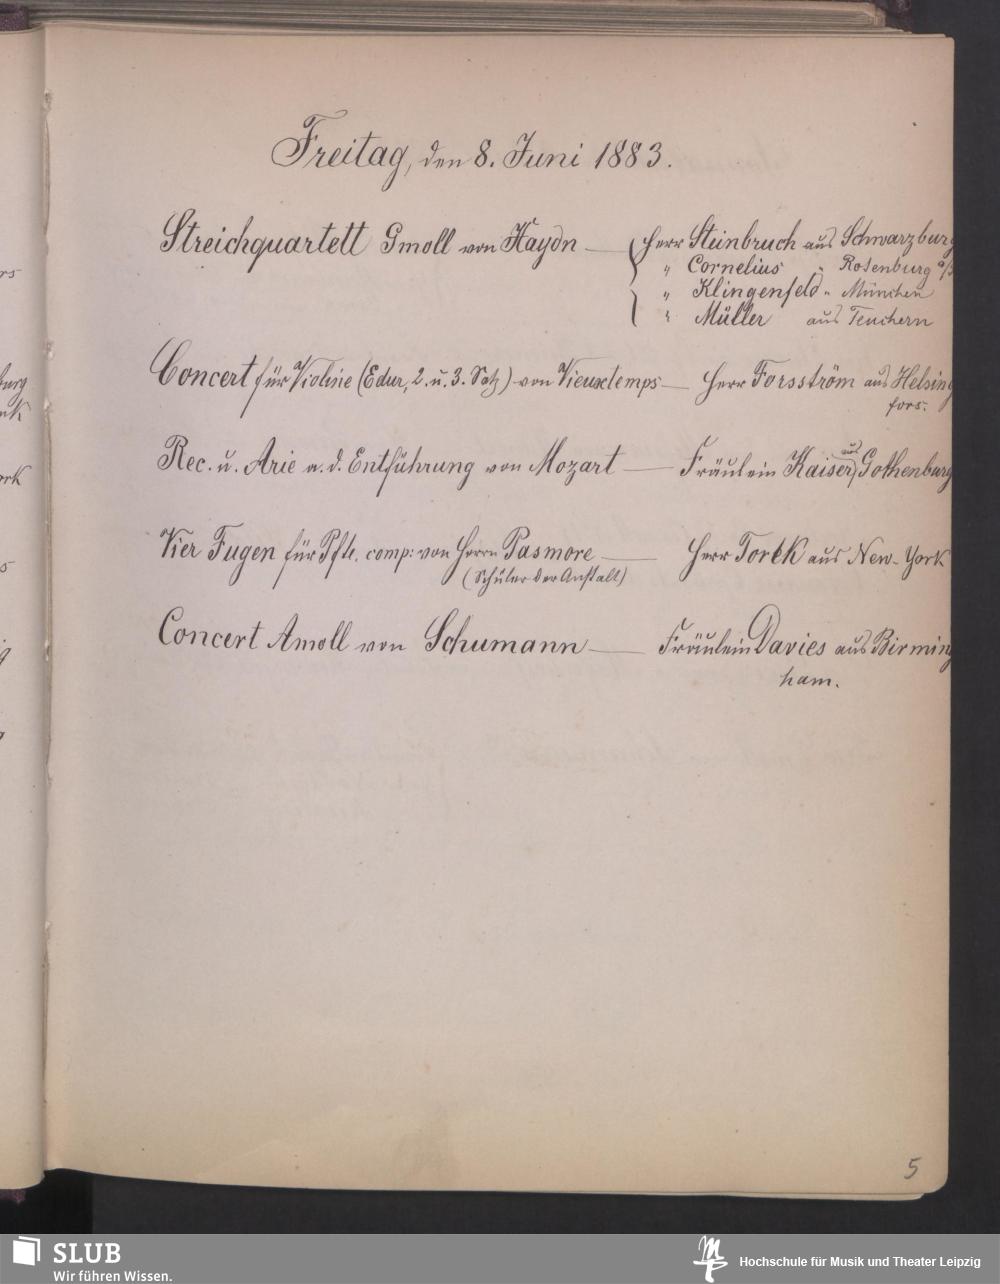 Freitag, den 8. Juni 1883.
Streichquartett Gmoll von Haydn — Herr Steinbruch aus Schwarzburg
" Cornelius " Rosenburg a/S
" Klingenfeld " München
" Müller aus Teuchern
Concert für Violine (Edur, 2. u. 3. Satz) von Vieuxtemps — Herr Forsström aus Helsing
fors.
Rec. u. Arie a. d. Entführung von Mozart — Fräulein Kaiser, aus Gothenburg
Vier Fugen für Pfte. comp: von Herrn Pasmore — Herr Torek aus New-York
(Schüler der Anstalt)
Concert Amoll von Schumann — Fräulein Davies aus Birming
ham.
5
SLUB
Wir führen Wissen.
Hochschule für Musik und Theater Leipzig